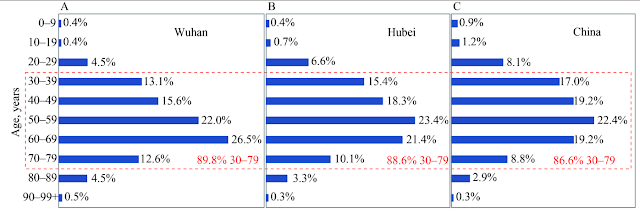 A B C
0–9 0.4% 0.4% 0.9%
Wuhan Hubei China
10–19 0.4% 0.7% 1.2%
20–29 4.5% 6.6% 8.1%
30–39 13.1% 15.4% 17.0%
40–49 15.6% 18.3% 19.2%
50–59 22.0% 23.4% 22.4%
60–69 26.5% 21.4% 19.2%
70–79 12.6% 89.8% 30–79 10.1% 88.6% 30–79 8.8% 86.6% 30–79
80–89 4.5% 3.3% 2.9%
90–99+ 0.5% 0.3% 0.3%
Age, years